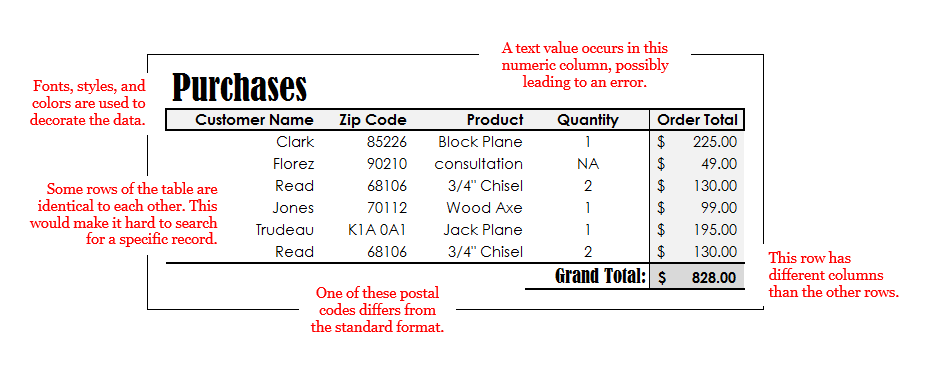 A text value occurs in this
numeric column, possibly
leading to an error.
Fonts, styles, and
colors are used to
decorate the data.
Purchases
Customer Name Zip Code Product Quantity Order Total
Clark 85226 Block Plane 1 $ 225.00
Florez 90210 consultation NA $ 49.00
Read 68106 3/4" Chisel 2 $ 130.00
Jones 70112 Wood Axe 1 $ 99.00
Trudeau K1A 0A1 Jack Plane 1 $ 195.00
Read 68106 3/4" Chisel 2 $ 130.00
Grand Total: $ 828.00
Some rows of the table are
identical to each other. This
would make it hard to search
for a specific record.
This row has
different columns
than the other rows.
One of these postal
codes differs from
the standard format.